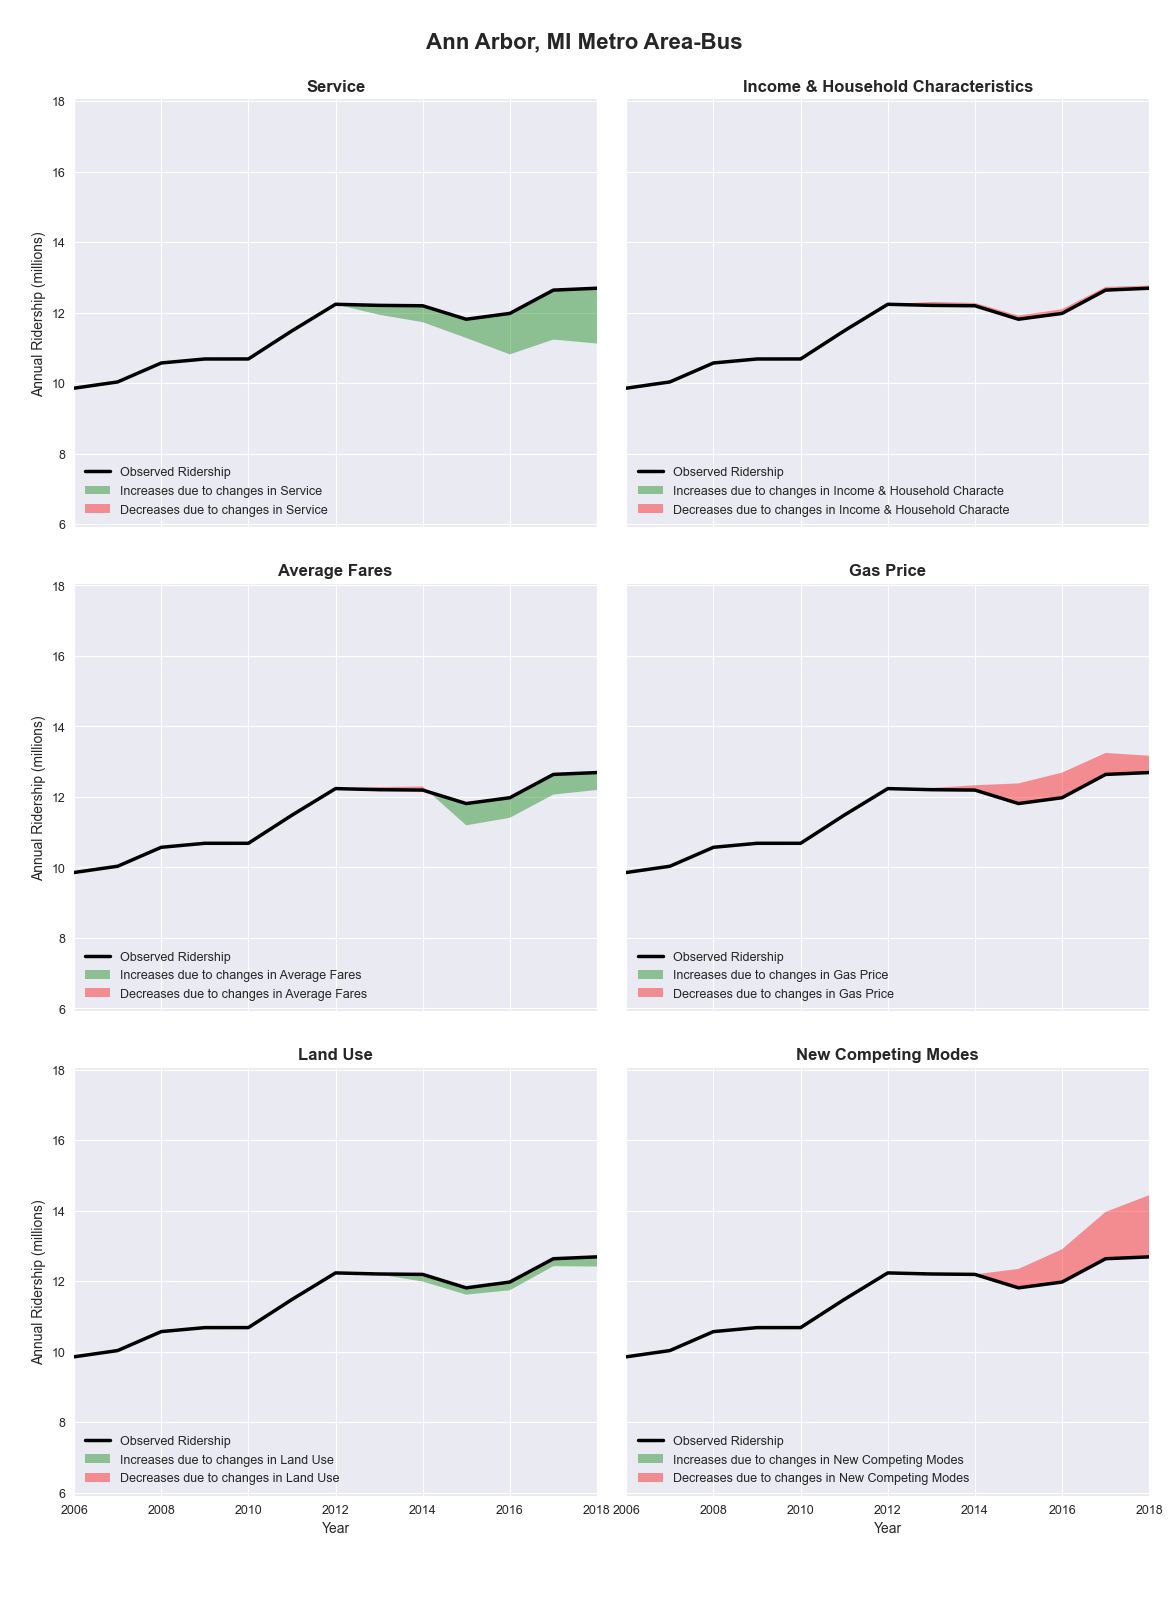 Ann Arbor, MI Metro Area-Bus
Service
18
16
14
12
10
8
6
Annual Ridership (millions)
Observed Ridership
Increases due to changes in Service
Decreases due to changes in Service
Income & Household Characteristics
Observed Ridership
Increases due to changes in Income & Household Characte
Decreases due to changes in Income & Household Characte
Average Fares
18
16
14
12
10
8
6
Annual Ridership (millions)
Observed Ridership
Increases due to changes in Average Fares
Decreases due to changes in Average Fares
Gas Price
Observed Ridership
Increases due to changes in Gas Price
Decreases due to changes in Gas Price
Land Use
18
16
14
12
10
8
6
Annual Ridership (millions)
Observed Ridership
Increases due to changes in Land Use
Decreases due to changes in Land Use
2006 2008 2010 2012 2014 2016 2018
Year
New Competing Modes
Observed Ridership
Increases due to changes in New Competing Modes
Decreases due to changes in New Competing Modes
2006 2008 2010 2012 2014 2016 2018
Year